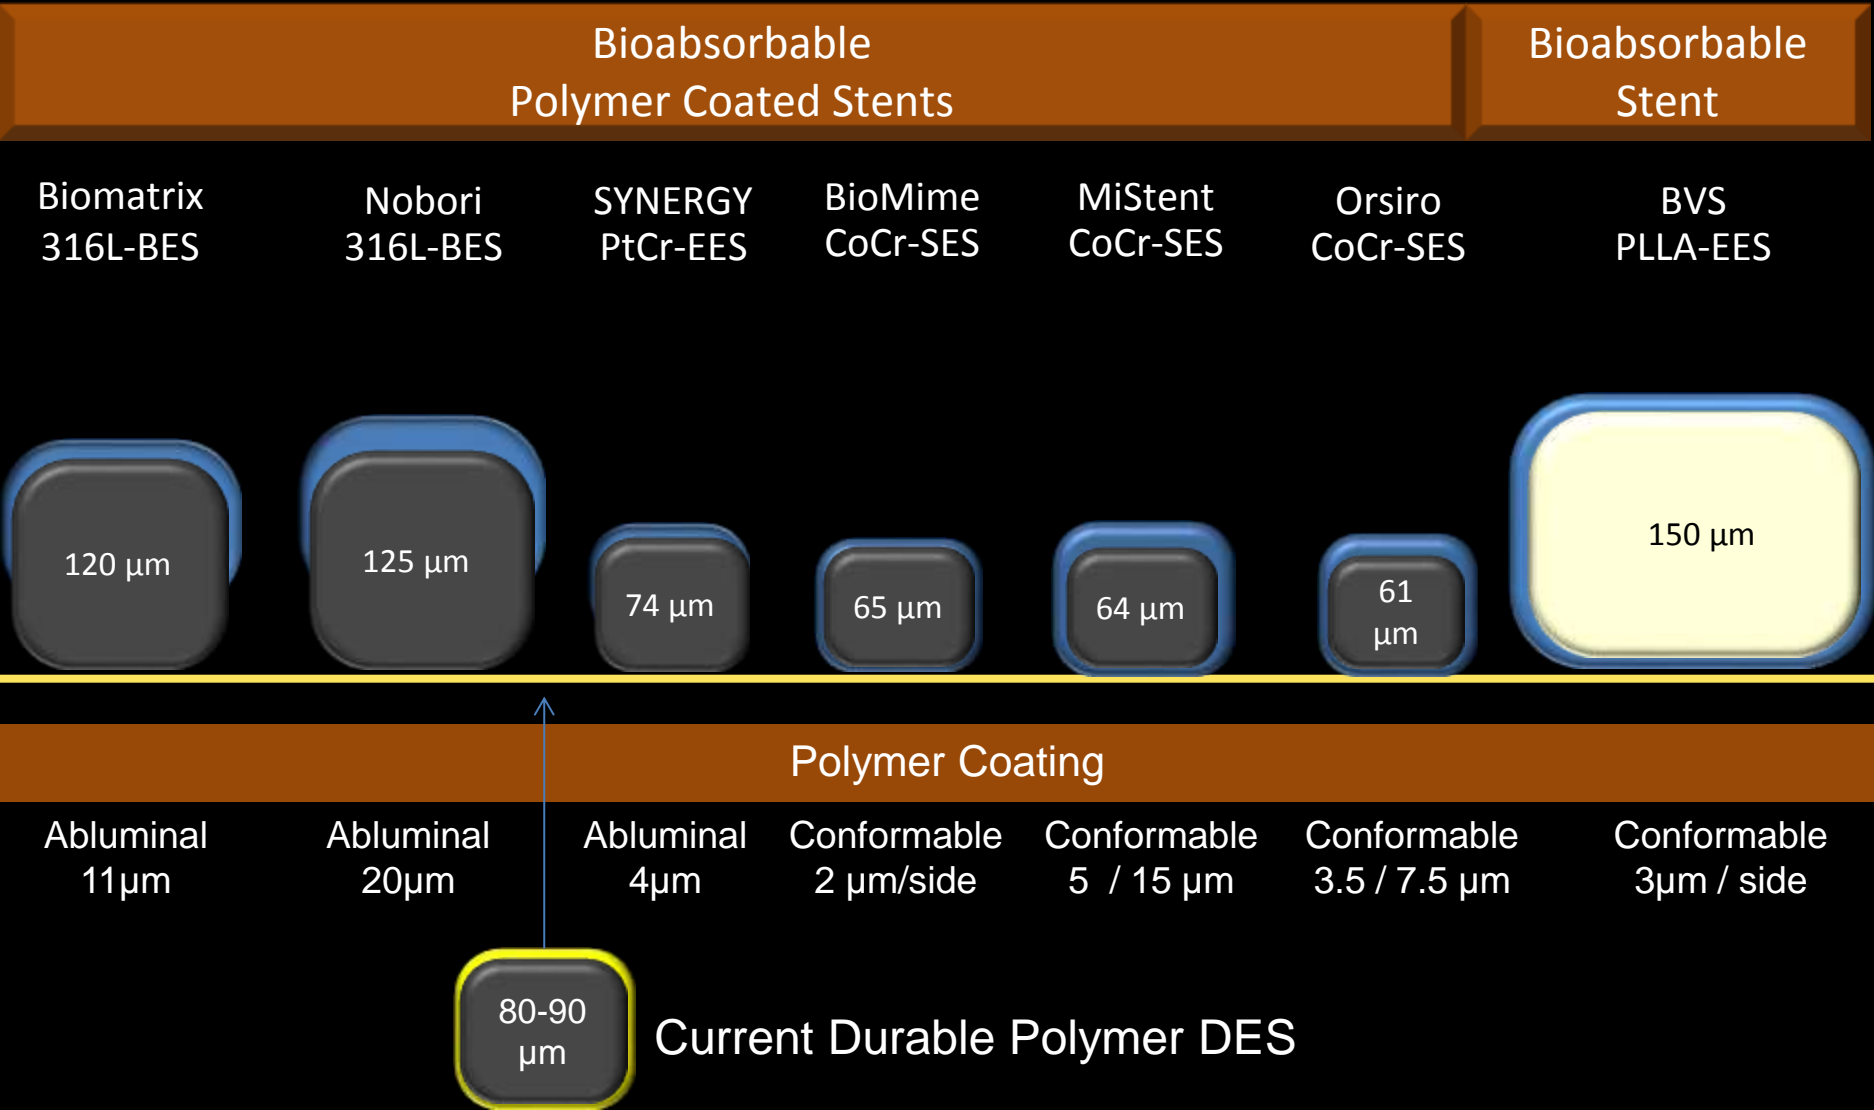 Bioabsorbable
Polymer Coated Stents
Bioabsorbable
Stent
Biomatrix
316L-BES
Nobori
316L-BES
SYNERGY
PtCr-EES
BioMime
CoCr-SES
MiStent
CoCr-SES
Orsiro
CoCr-SES
BVS
PLLA-EES
120 µm
125 µm
74 µm
65 µm
64 µm
61
µm
150 µm
Polymer Coating
Abluminal
11µm
Abluminal
20µm
Abluminal
4µm
Conformable
2 µm/side
Conformable
5 / 15 µm
Conformable
3.5 / 7.5 µm
Conformable
3µm / side
80-90
µm
Current Durable Polymer DES